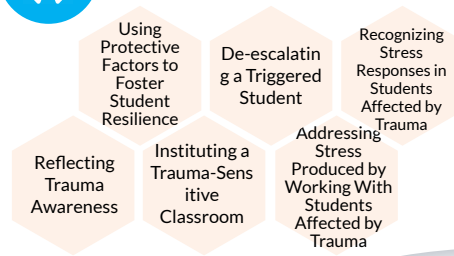 Using
Protective
Factors to
Foster
Student
Resilience
De-escalatin
g a Triggered
Student
Recognizing
Stress
Responses in
Students
Affected by
Trauma
Reflecting
Trauma
Awareness
Instituting a
Trauma-Sens
itive
Classroom
Addressing
Stress
Produced by
Working With
Students
Affected by
Trauma